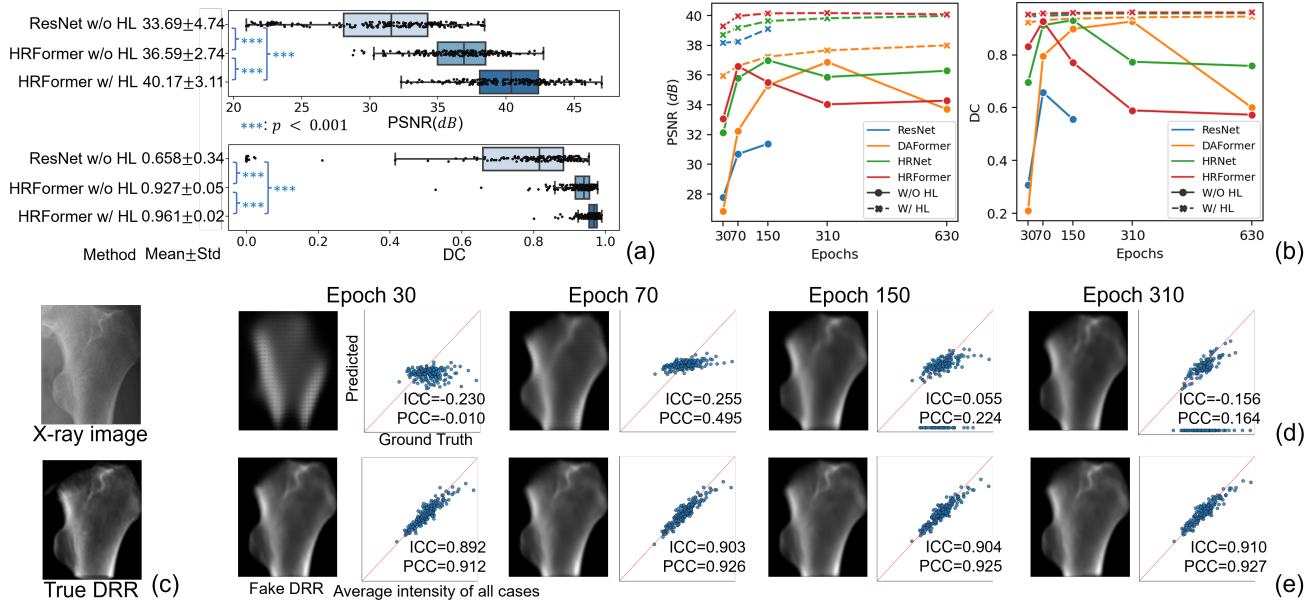 ResNet w/o HL 33.69±4.74
HRFormer w/o HL 36.59±2.74
HRFormer w/ HL 40.17±3.11
***
***
***
20 25 30 35 40 45
PSNR(dB)
***: p < 0.001
ResNet w/o HL 0.658±0.34
HRFormer w/o HL 0.927±0.05
HRFormer w/ HL 0.961±0.02
***
***
***
0.0 0.2 0.4 0.6 0.8 1.0
Method Mean±Std
DC
(a)
PSNR (dB)
40
38
36
34
32
30
28
ResNet
DAFormer
HRNet
HRFormer
W/O HL
W/ HL
30 70 150 310 630
Epochs
DC
0.8
0.6
0.4
0.2
ResNet
DAFormer
HRNet
HRFormer
W/O HL
W/ HL
30 70 150 310 630
Epochs
(b)
X-ray image
True DRR
(c)
Epoch 30 Epoch 70 Epoch 150 Epoch 310
Predicted
ICC=-0.230
PCC=-0.010
Ground Truth
ICC=0.255
PCC=0.495
ICC=0.055
PCC=0.224
ICC=-0.156
PCC=0.164
(d)
ICC=0.892
PCC=0.912
ICC=0.903
PCC=0.926
ICC=0.904
PCC=0.925
ICC=0.910
PCC=0.927
Fake DRR
Average intensity of all cases
(e)